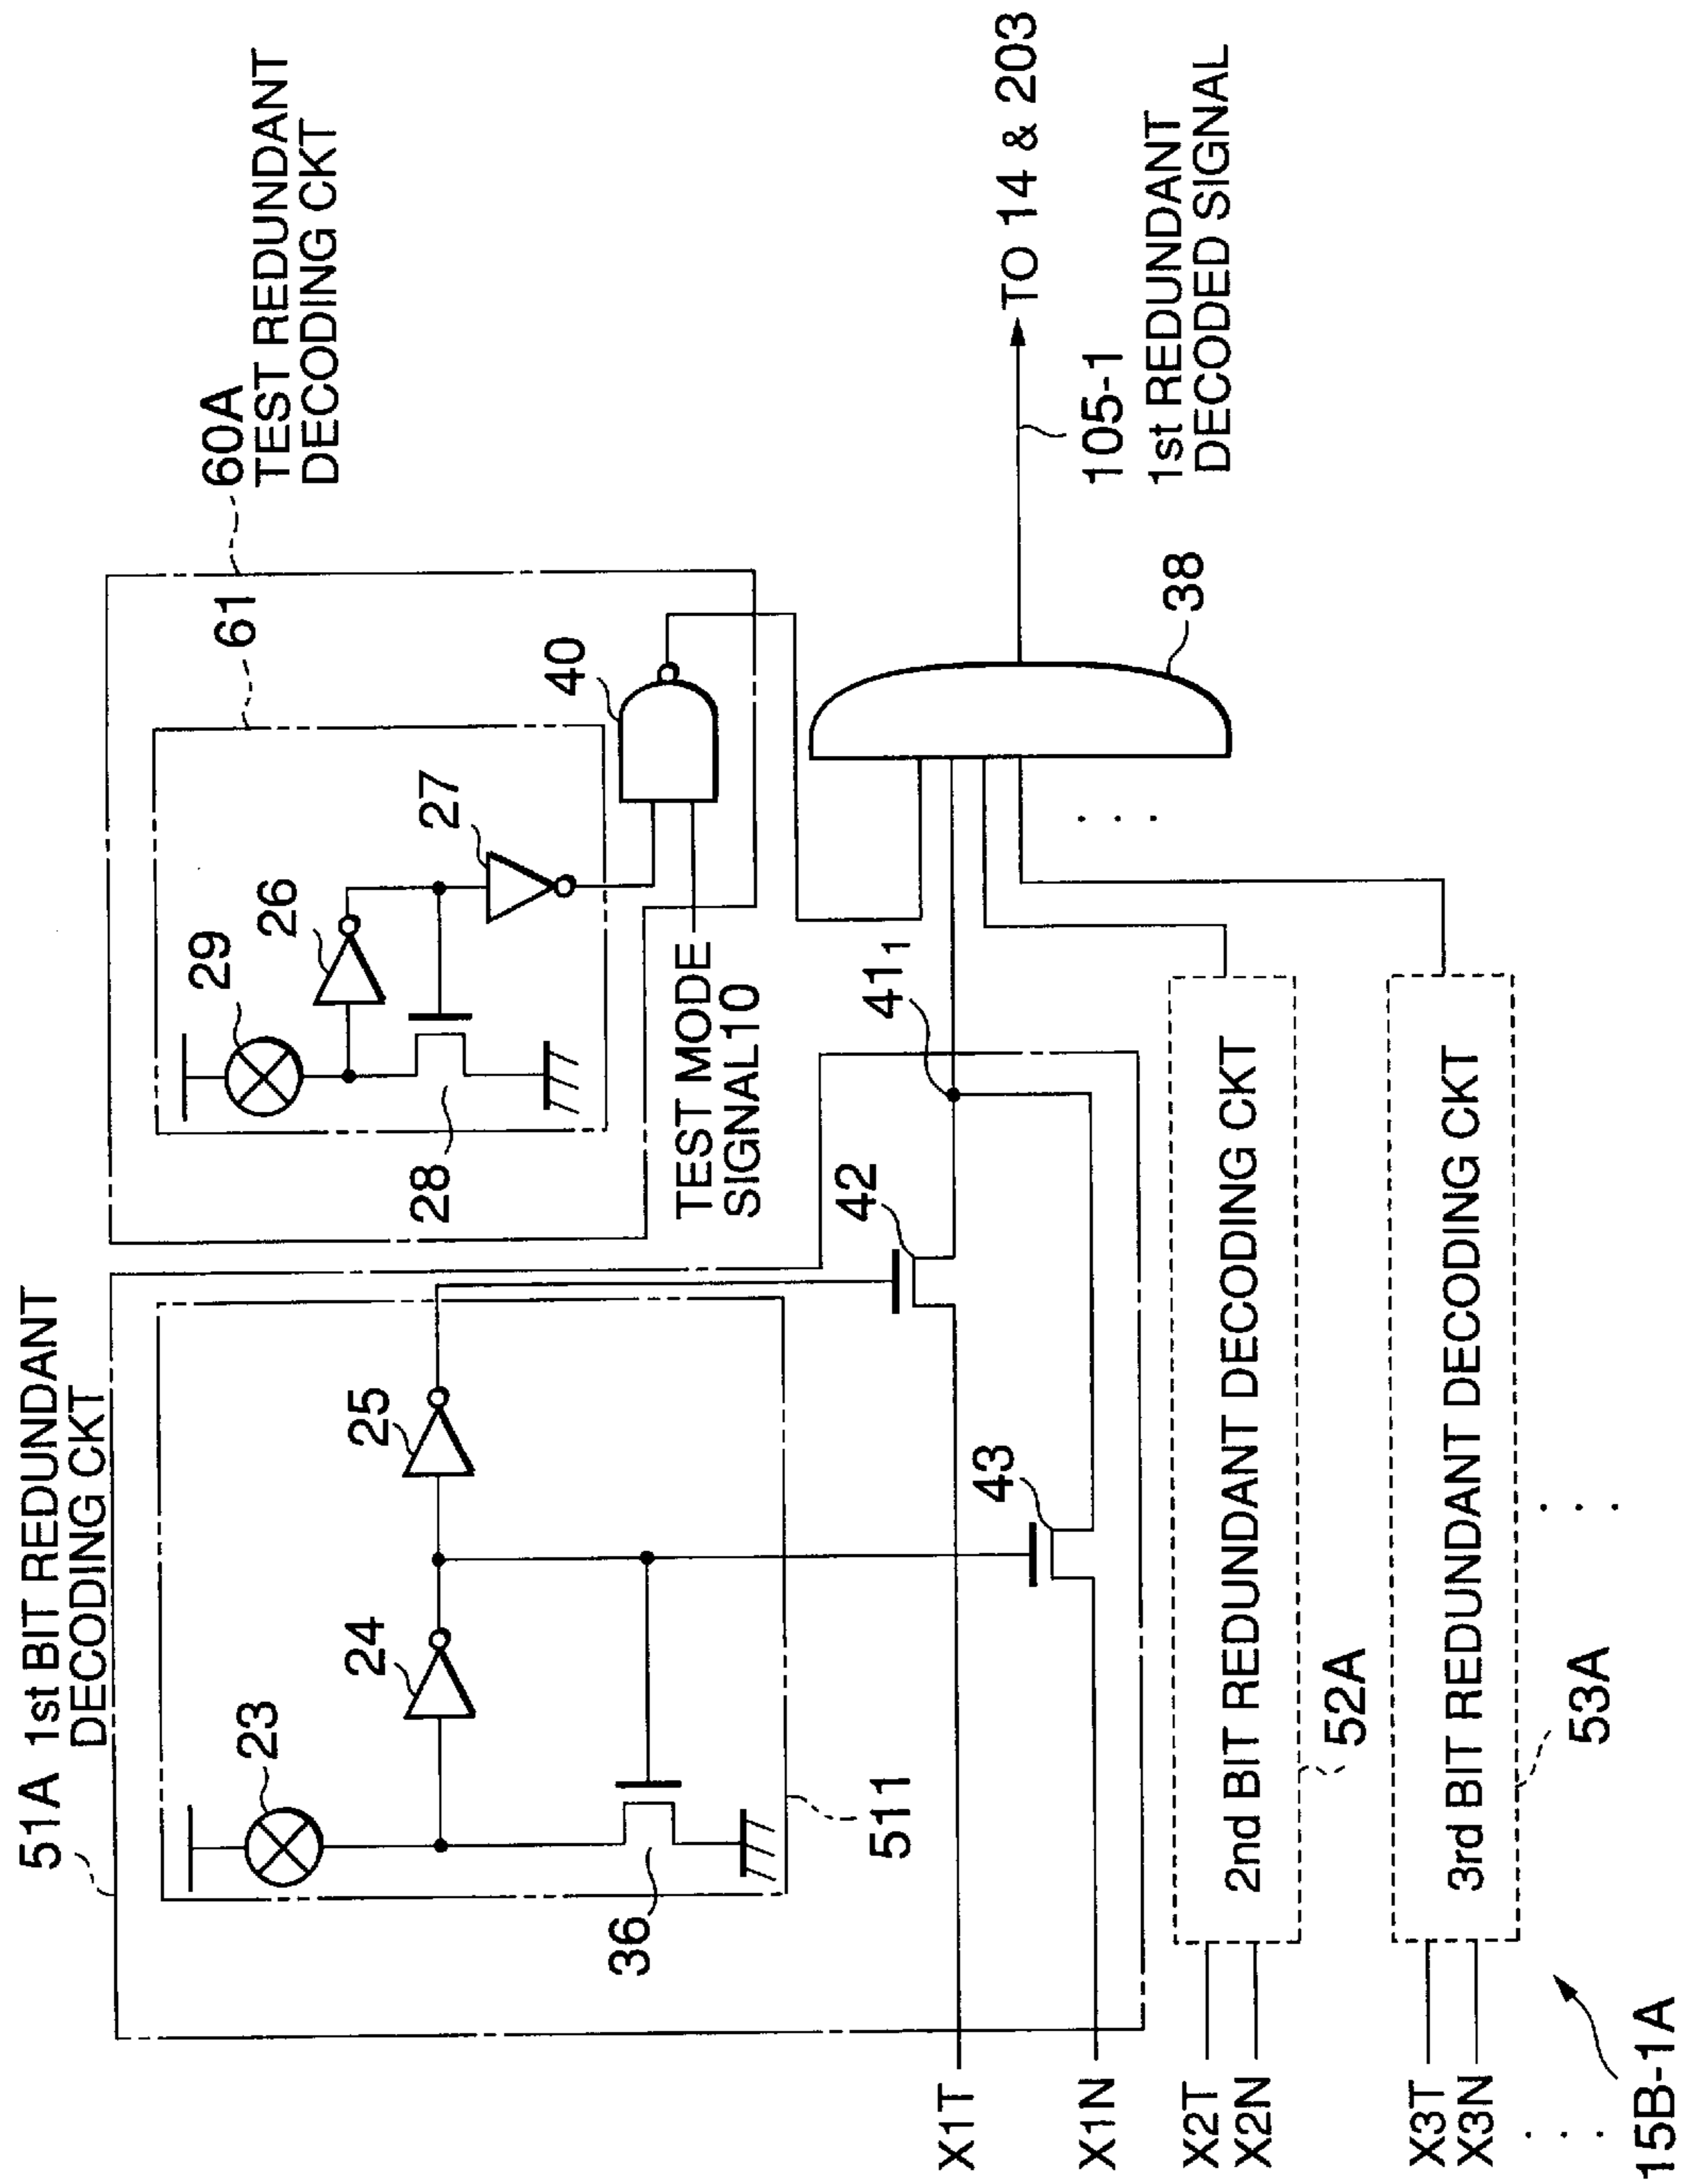 51A 1st BIT REDUNDANT
DECODING CKT
60A
TEST REDUNDANT
DECODING CKT
61
29
26
27
28
40
23
24
25
36
511
TEST MODE
SIGNAL10
42
43
41₁
38
TO 14 & 203
105-1
1st REDUNDANT
DECODED SIGNAL
X1T
X1N
X2T
X2N
2nd BIT REDUNDANT DECODING CKT
52A
X3T
X3N
3rd BIT REDUNDANT DECODING CKT
53A
15B-1A